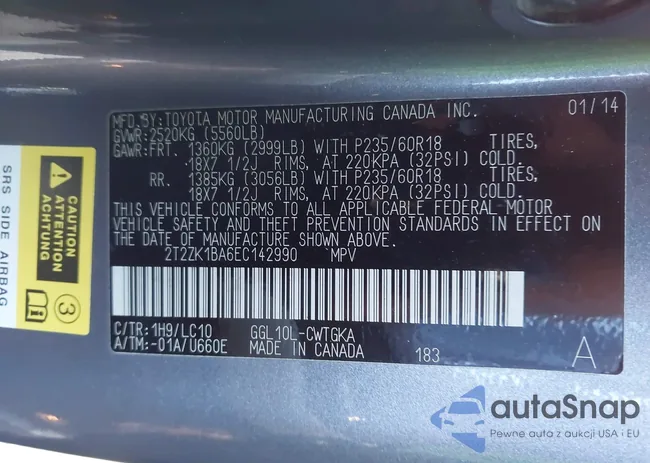 MFD.BY:TOYOTA MOTOR MANUFACTURING CANADA INC. 01/14
GVWR:2520KG (5560LB)
GAWR:FRT. 1360KG (2999LB) WITH P235/60R18 TIRES,
18X7 1/2J RIMS, AT 220KPA (32PSI) COLD.
RR. 1385KG (3056LB) WITH P235/60R18 TIRES,
18X7 1/2J RIMS, AT 220KPA (32PSI) COLD.
THIS VEHICLE CONFORMS TO ALL APPLICABLE FEDERAL MOTOR
VEHICLE SAFETY AND THEFT PREVENTION STANDARDS IN EFFECT ON
THE DATE OF MANUFACTURE SHOWN ABOVE.
2T2ZK1BA6EC142990 MPV
C/TR:1H9/LC10 GGL10L-CWTGKA
A/TM:-01A/U660E MADE IN CANADA 183 A
CAUTION
ATTENTION
SRS SIDE AIRBAG
3
autoSnap
Pewne auta z aukcji USA i EU